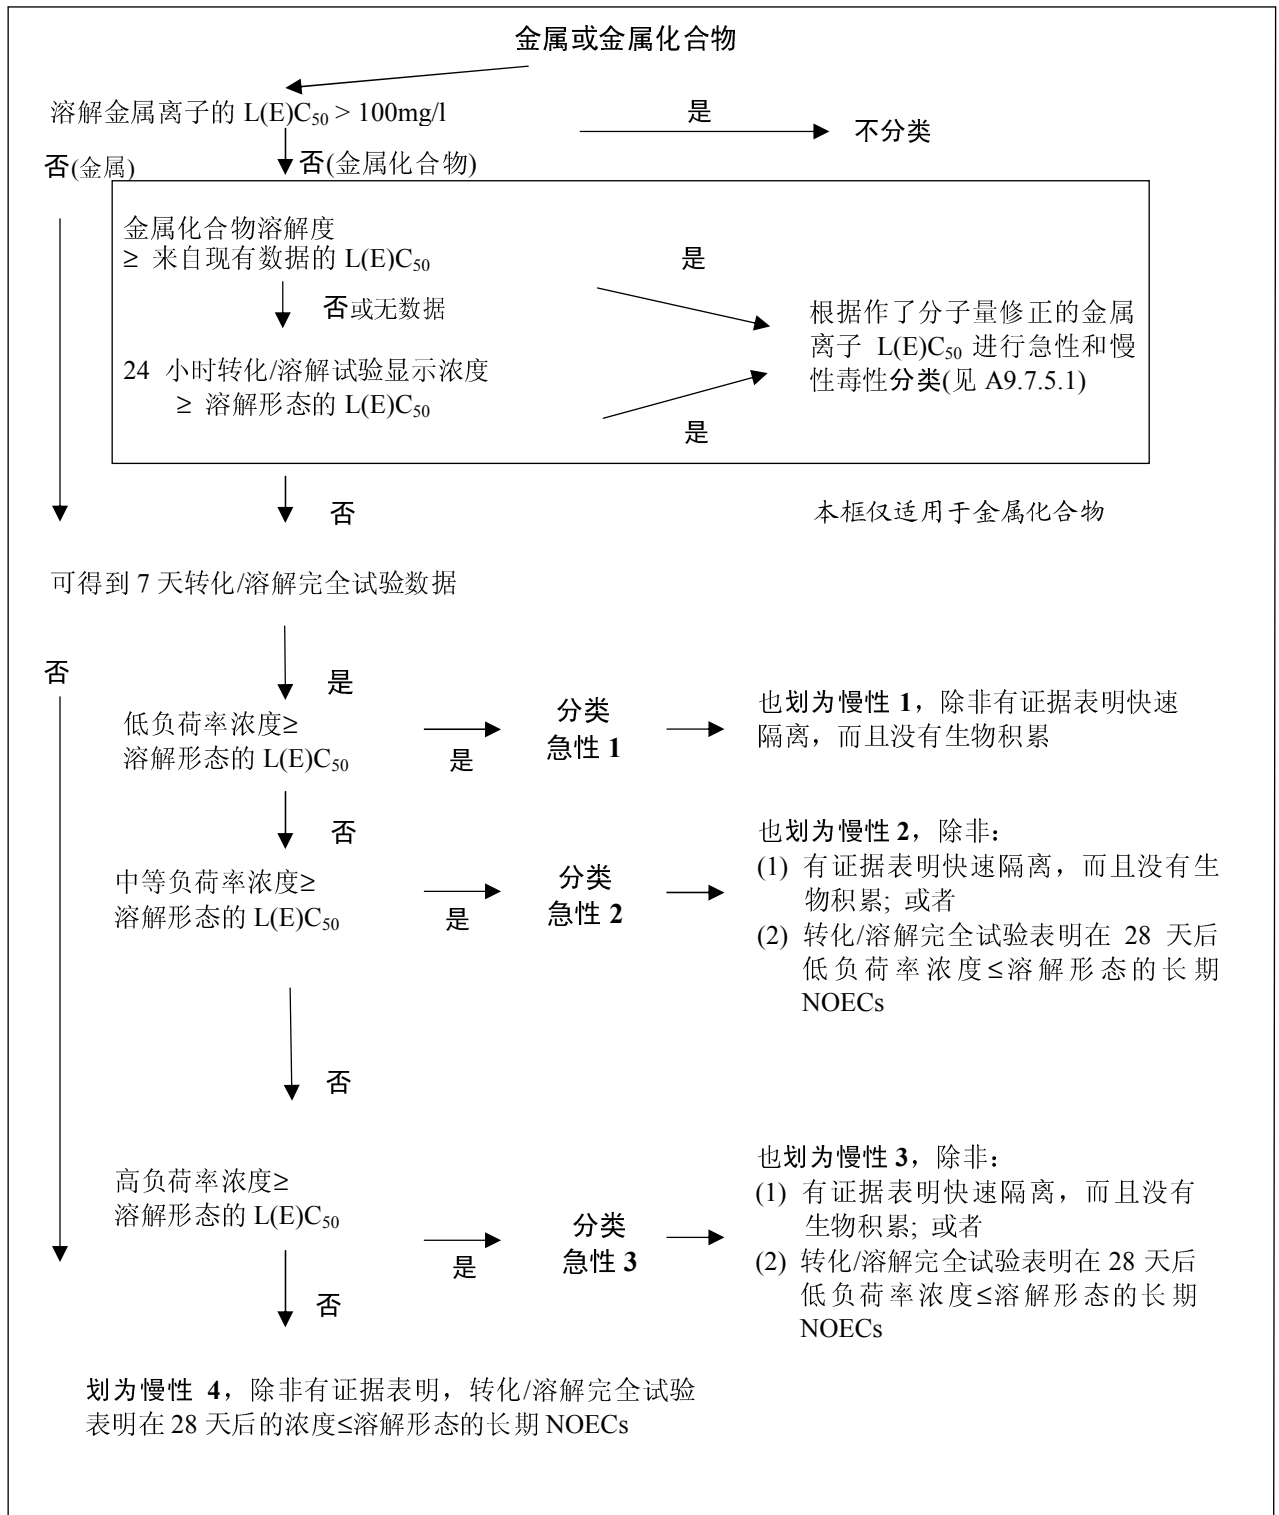 金属或金属化合物
溶解金属离子的 L(E)C50 > 100mg/l
是
不分类
否(金属)
否(金属化合物)
金属化合物溶解度
≥ 来自现有数据的 L(E)C50
是
否或无数据
根据作了分子量修正的金属
离子 L(E)C50 进行急性和慢
性毒性分类(见 A9.7.5.1)
24 小时转化/溶解试验显示浓度
≥ 溶解形态的 L(E)C50
是
否
本框仅适用于金属化合物
可得到 7 天转化/溶解完全试验数据
否
是
低负荷率浓度≥
溶解形态的 L(E)C50
是
分类
急性 1
也划为慢性 1，除非有证据表明快速
隔离，而且没有生物积累
否
中等负荷率浓度≥
溶解形态的 L(E)C50
是
分类
急性 2
也划为慢性 2，除非：
(1) 有证据表明快速隔离，而且没有生
物积累; 或者
(2) 转化/溶解完全试验表明在 28 天后
低负荷率浓度≤溶解形态的长期
NOECs
否
高负荷率浓度≥
溶解形态的 L(E)C50
是
分类
急性 3
也划为慢性 3，除非：
(1) 有证据表明快速隔离，而且没有
生物积累; 或者
(2) 转化/溶解完全试验表明在 28 天后
低负荷率浓度≤溶解形态的长期
NOECs
否
划为慢性 4，除非有证据表明，转化/溶解完全试验
表明在 28 天后的浓度≤溶解形态的长期 NOECs